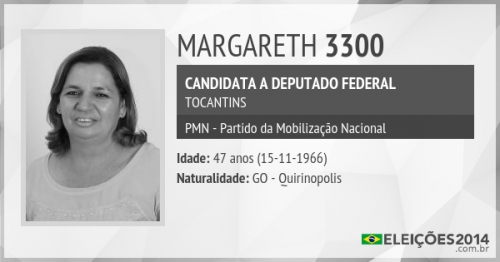 MARGARETH 3300
CANDIDATA A DEPUTADO FEDERAL
TOCANTINS
PMN - Partido da Mobilização Nacional
Idade: 47 anos (15-11-1966)
Naturalidade: GO - Quirinopolis
ELEIÇÕES2014
.com.br